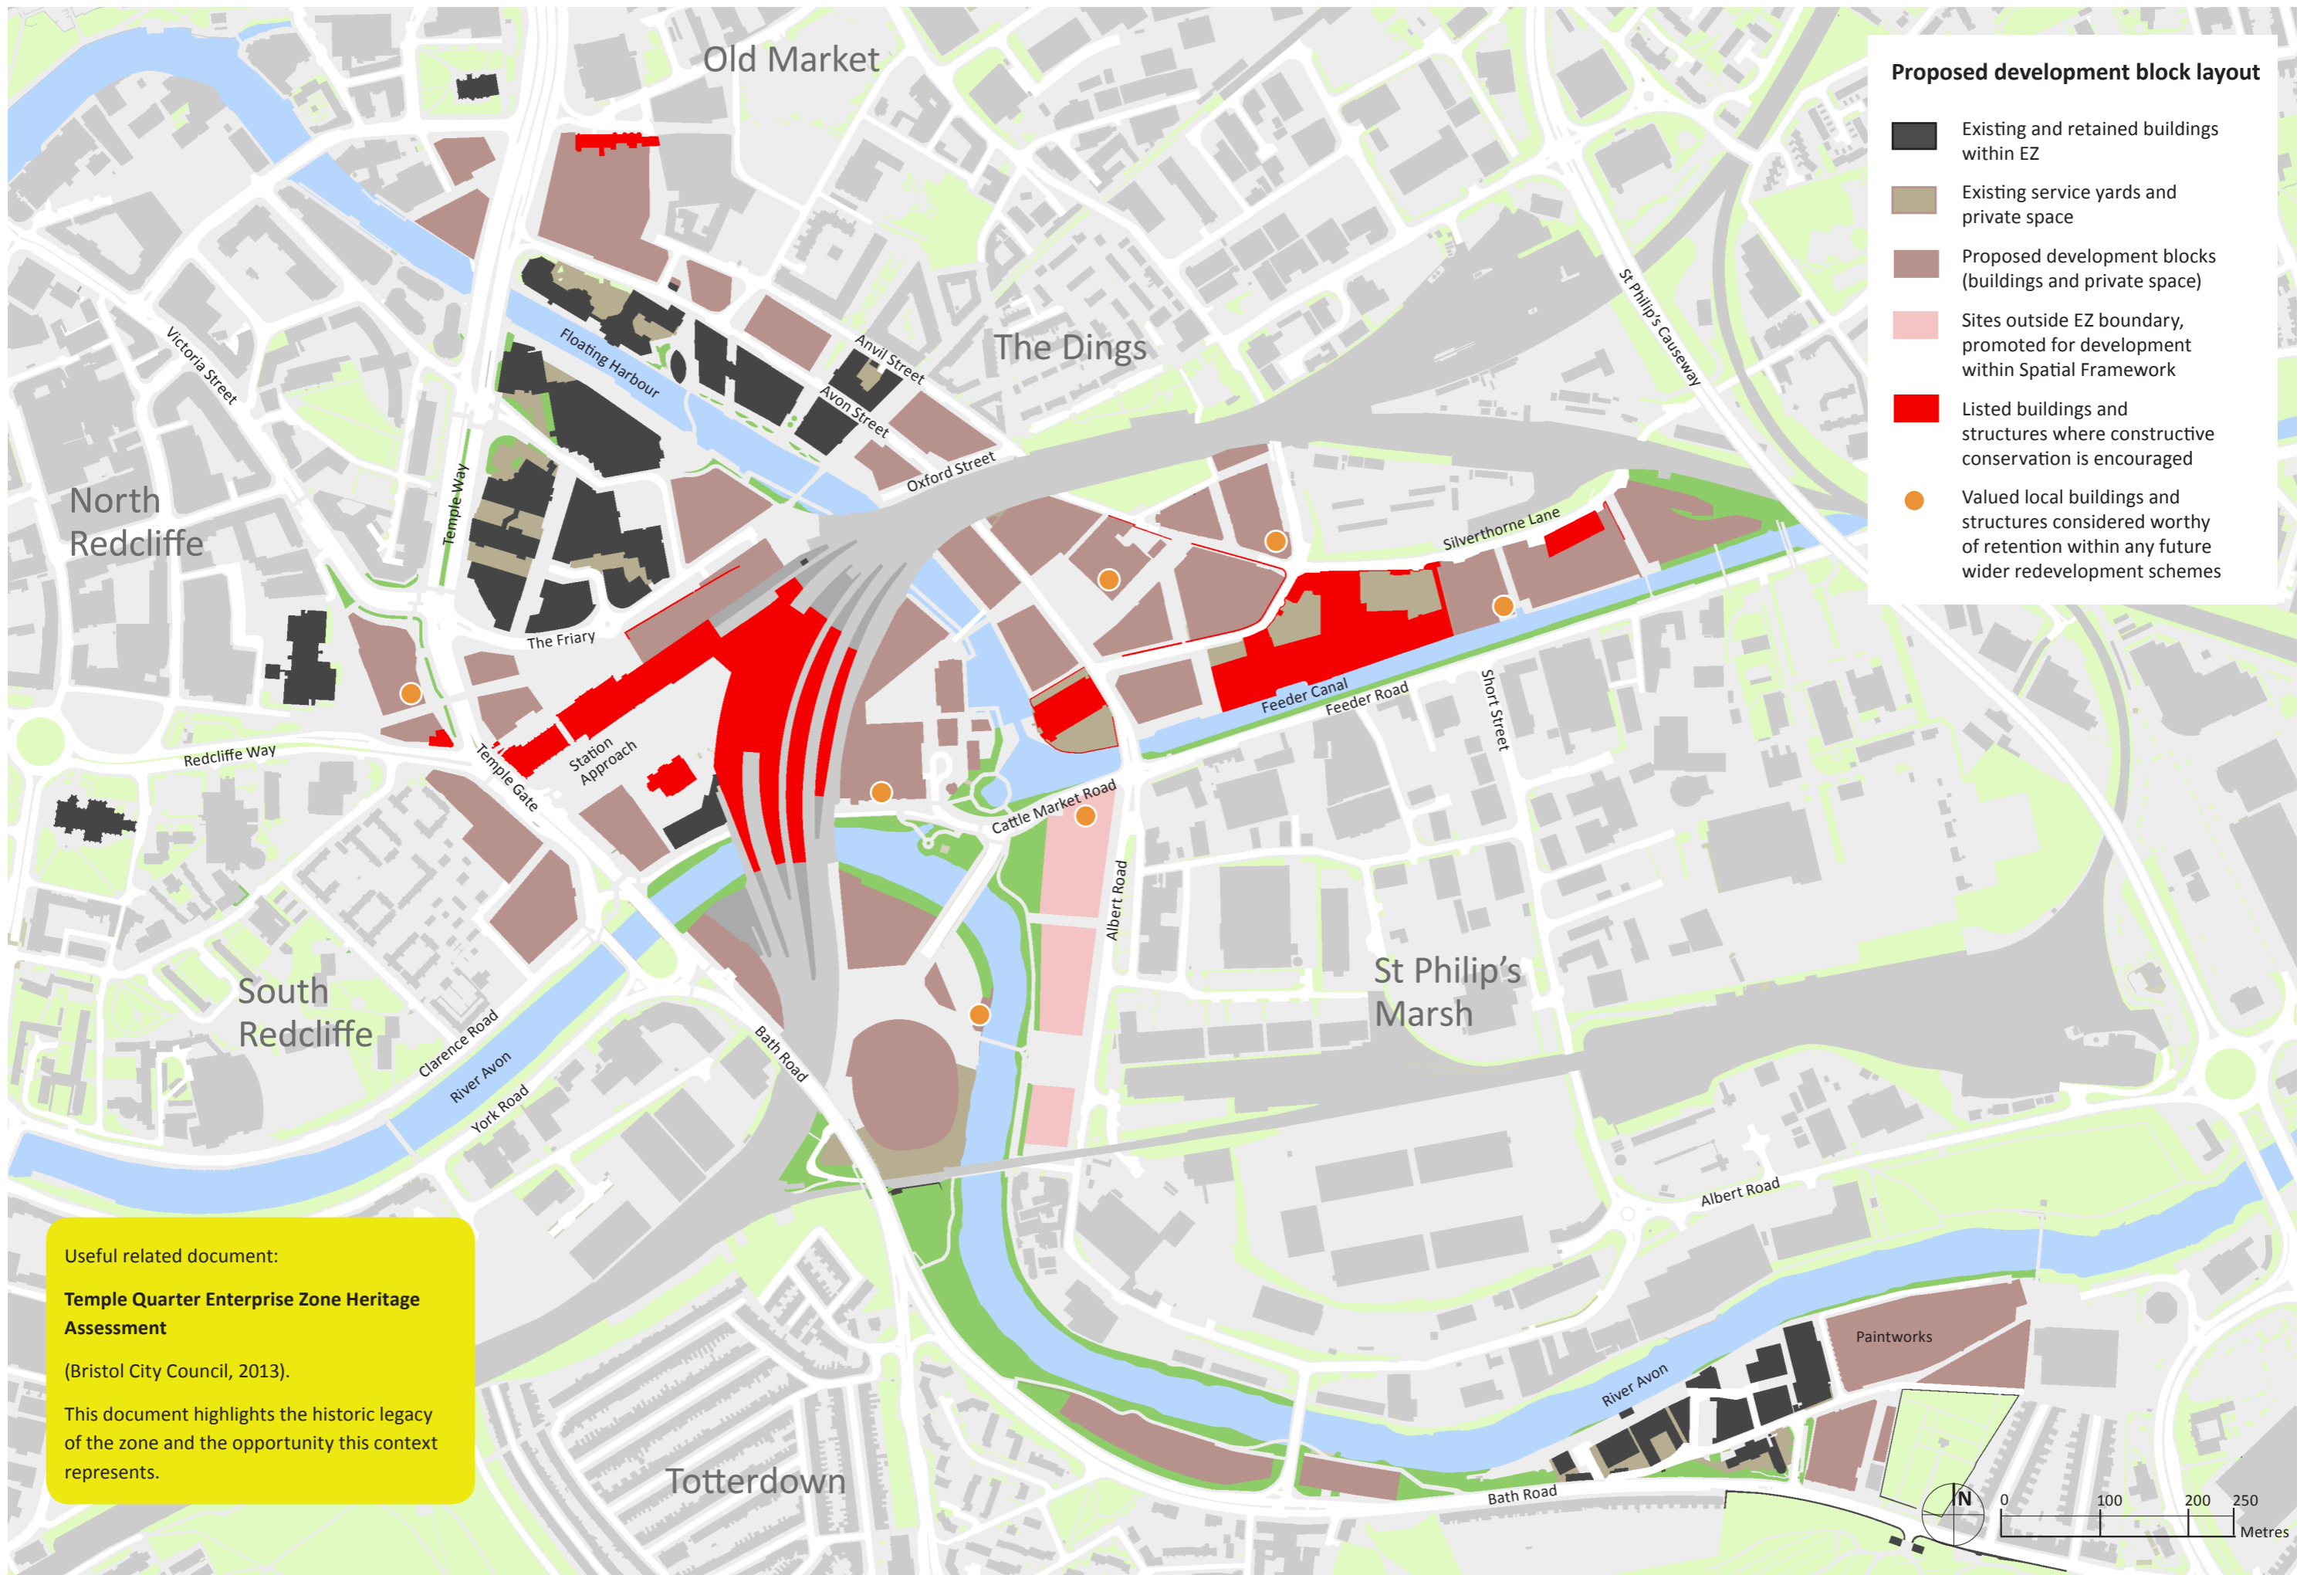 Old Market
Proposed development block layout
Existing and retained buildings
within EZ
Existing service yards and
private space
Proposed development blocks
(buildings and private space)
Sites outside EZ boundary,
promoted for development
within Spatial Framework
Listed buildings and
structures where constructive
conservation is encouraged
Valued local buildings and
structures considered worthy
of retention within any future
wider redevelopment schemes
St Philip's Causeway
The Dings
Victoria Street
Floating Harbour
Anvil Street
Avon Street
Oxford Street
North
Redcliffe
Temple Way
Silverthorne Lane
The Friary
Feeder Canal
Feeder Road
Short Street
Redcliffe Way
Station
Approach
Temple Gate
Cattle Market Road
Albert Road
St Philip's
Marsh
South
Redcliffe
Clarence Road
River Avon
York Road
Bath Road
Albert Road
Useful related document:
Temple Quarter Enterprise Zone Heritage
Assessment
(Bristol City Council, 2013).
This document highlights the historic legacy
of the zone and the opportunity this context
represents.
Paintworks
River Avon
Totterdown
Bath Road
N
0 100 200 250
Metres